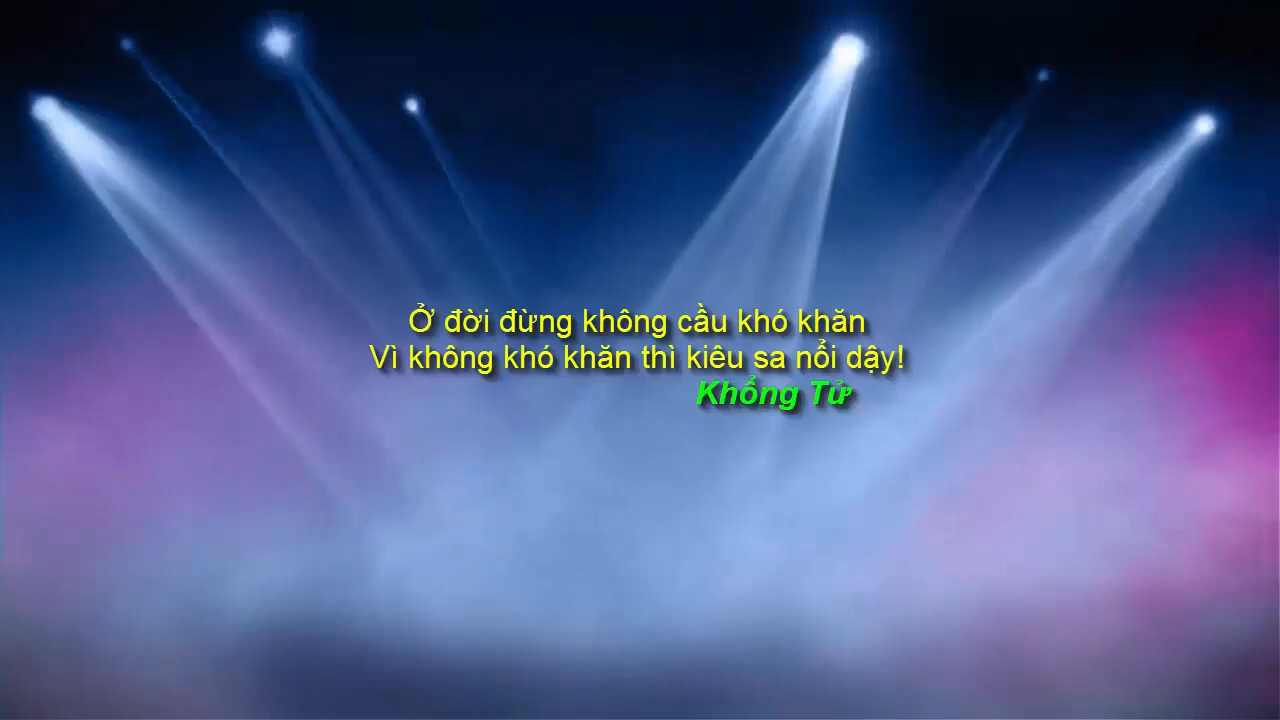 Ở đời đừng không cầu khó khăn
Vì không khó khăn thì kiêu sa nổi dậy!
Khổng Tử